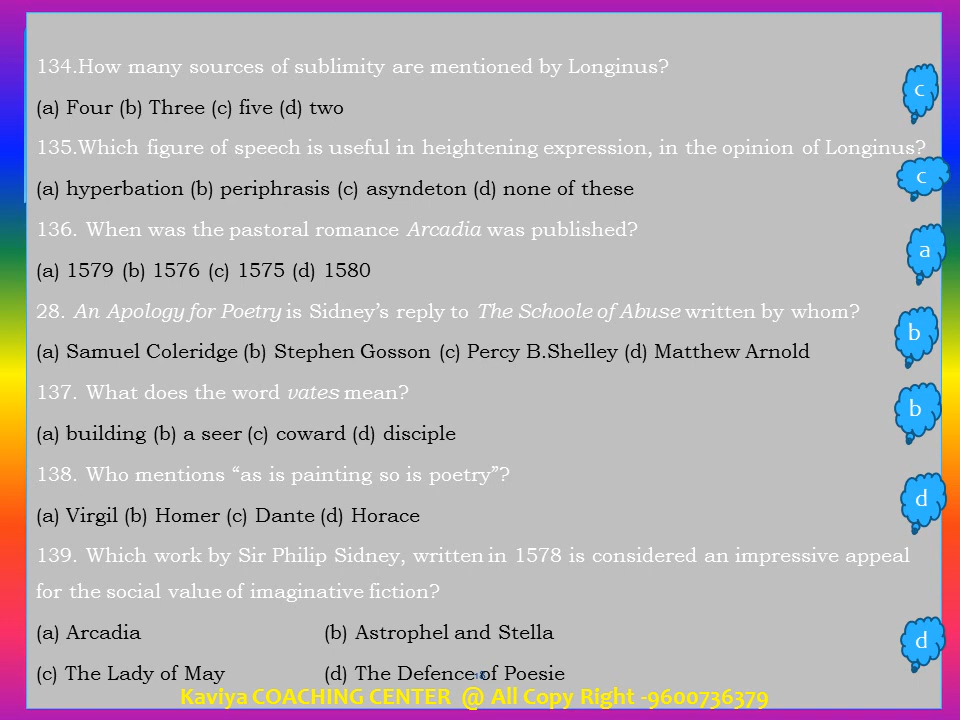 134.How many sources of sublimity are mentioned by Longinus?
c
(a) Four (b) Three (c) five (d) two
135.Which figure of speech is useful in heightening expression, in the opinion of Longinus?
c
(a) hyperbation (b) periphrasis (c) asyndeton (d) none of these
136. When was the pastoral romance Arcadia was published?
a
(a) 1579 (b) 1576 (c) 1575 (d) 1580
28. An Apology for Poetry is Sidney's reply to The Schoole of Abuse written by whom?
b
(a) Samuel Coleridge (b) Stephen Gosson (c) Percy B.Shelley (d) Matthew Arnold
137. What does the word vates mean?
b
(a) building (b) a seer (c) coward (d) disciple
138. Who mentions “as is painting so is poetry”?
d
(a) Virgil (b) Homer (c) Dante (d) Horace
139. Which work by Sir Philip Sidney, written in 1578 is considered an impressive appeal
for the social value of imaginative fiction?
(a) Arcadia (b) Astrophel and Stella
d
(c) The Lady of May (d) The Defence of Poesie
Kaviya COACHING CENTER @ All Copy Right -9600736379